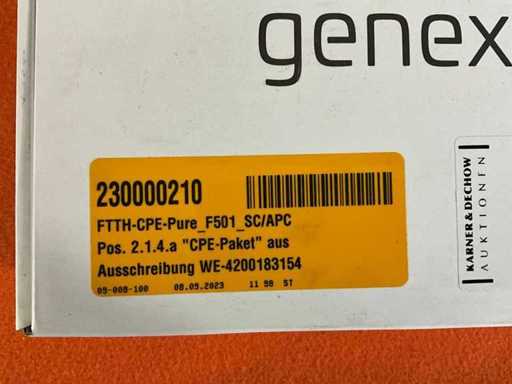 genex
230000210
FTTH-CPE-Pure_F501_SC/APC
Pos. 2.1.4.a "CPE-Paket" aus
Ausschreibung WE-4200183154
09-008-100 08.09.2023 11 98 ST
KARNER & DECHOW
AUKTIONEN